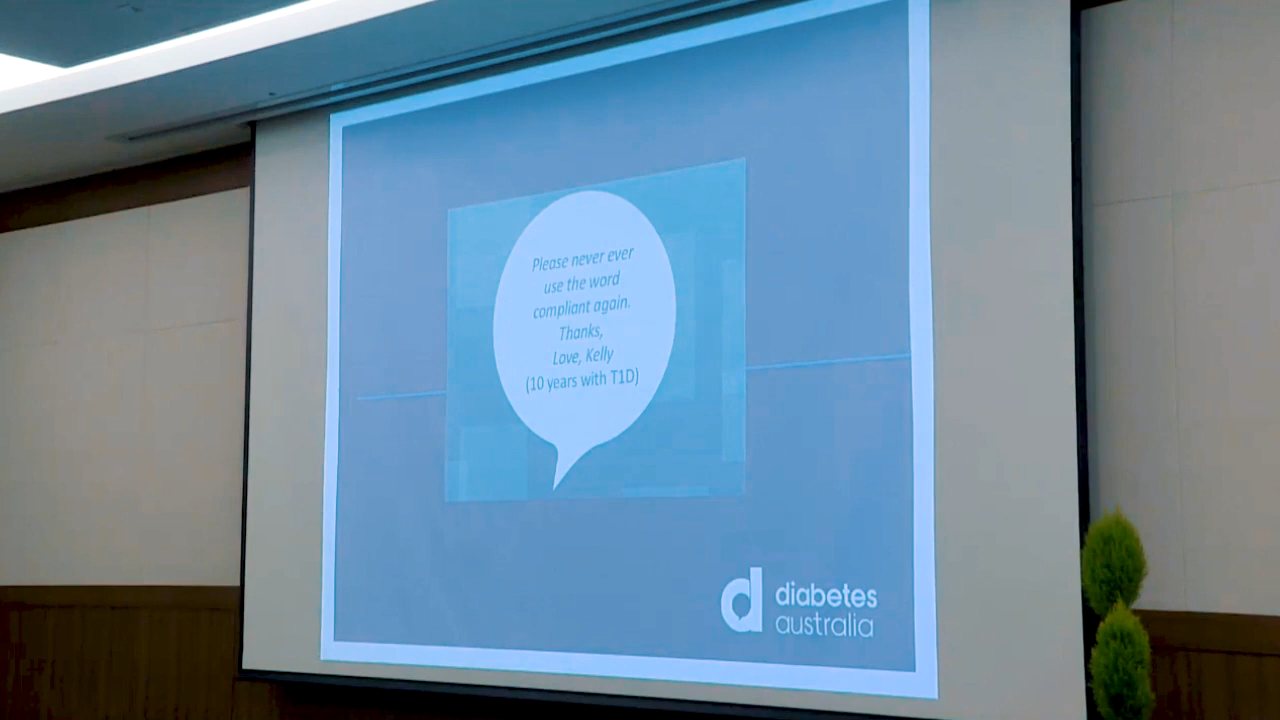 Please never ever
use the word
compliant again.
Thanks,
Love, Kelly
(10 years with T1D)
diabetes
australia